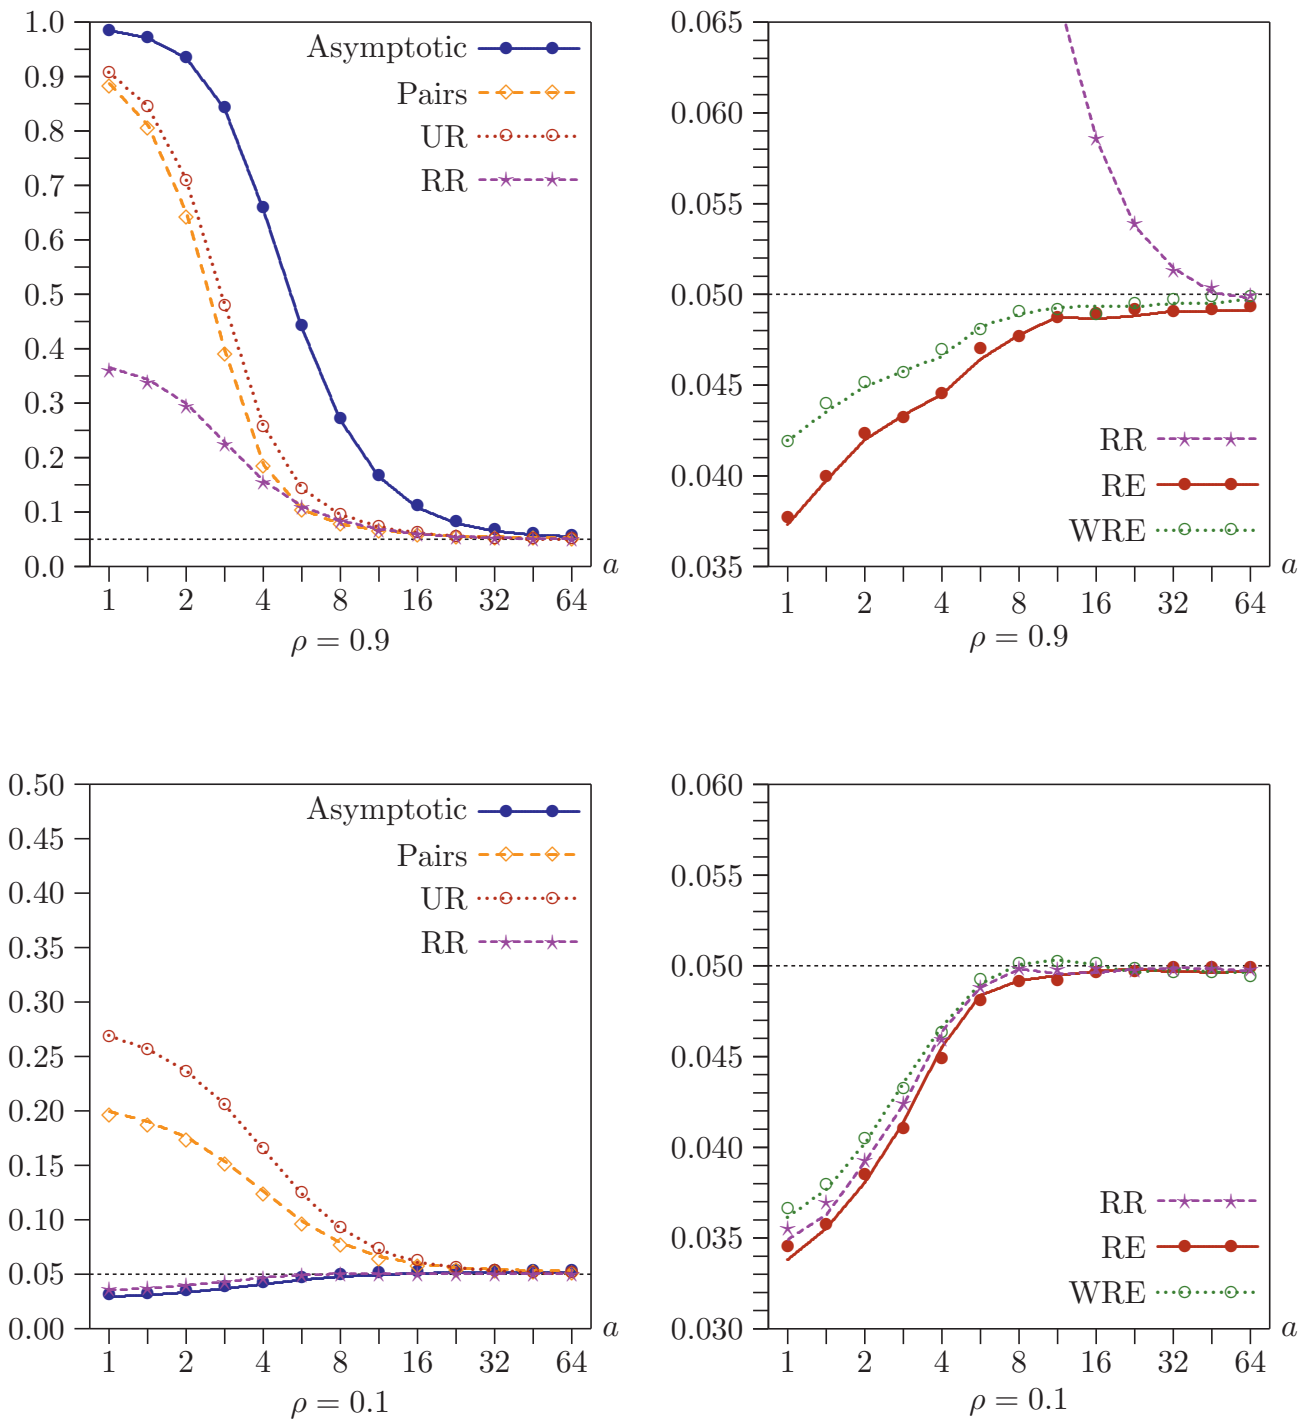 1.0
0.9
0.8
0.7
0.6
0.5
0.4
0.3
0.2
0.1
0.0
Asymptotic
Pairs
UR
RR
1 2 4 8 16 32 64
a
ρ = 0.9
0.065
0.060
0.055
0.050
0.045
0.040
0.035
RR
RE
WRE
1 2 4 8 16 32 64
a
ρ = 0.9
0.50
0.45
0.40
0.35
0.30
0.25
0.20
0.15
0.10
0.05
0.00
Asymptotic
Pairs
UR
RR
1 2 4 8 16 32 64
a
ρ = 0.1
0.060
0.055
0.050
0.045
0.040
0.035
0.030
RR
RE
WRE
1 2 4 8 16 32 64
a
ρ = 0.1